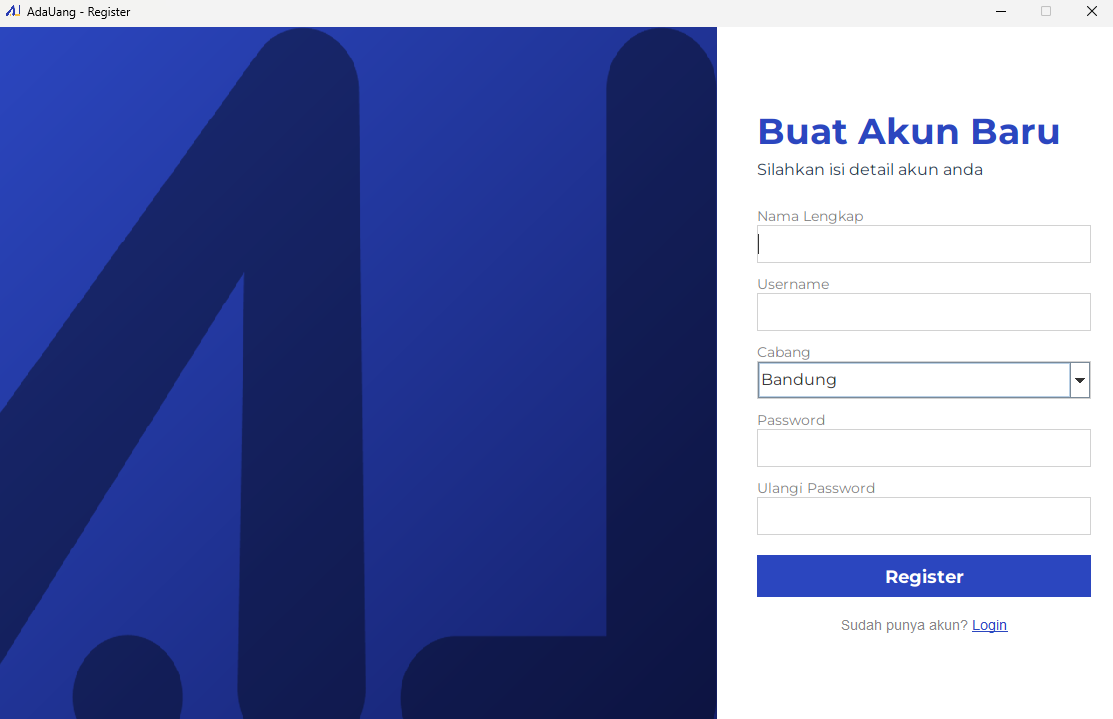 AdaUang - Register
Buat Akun Baru
Silahkan isi detail akun anda
Nama Lengkap
Username
Cabang
Bandung
Password
Ulangi Password
Register
Sudah punya akun? Login